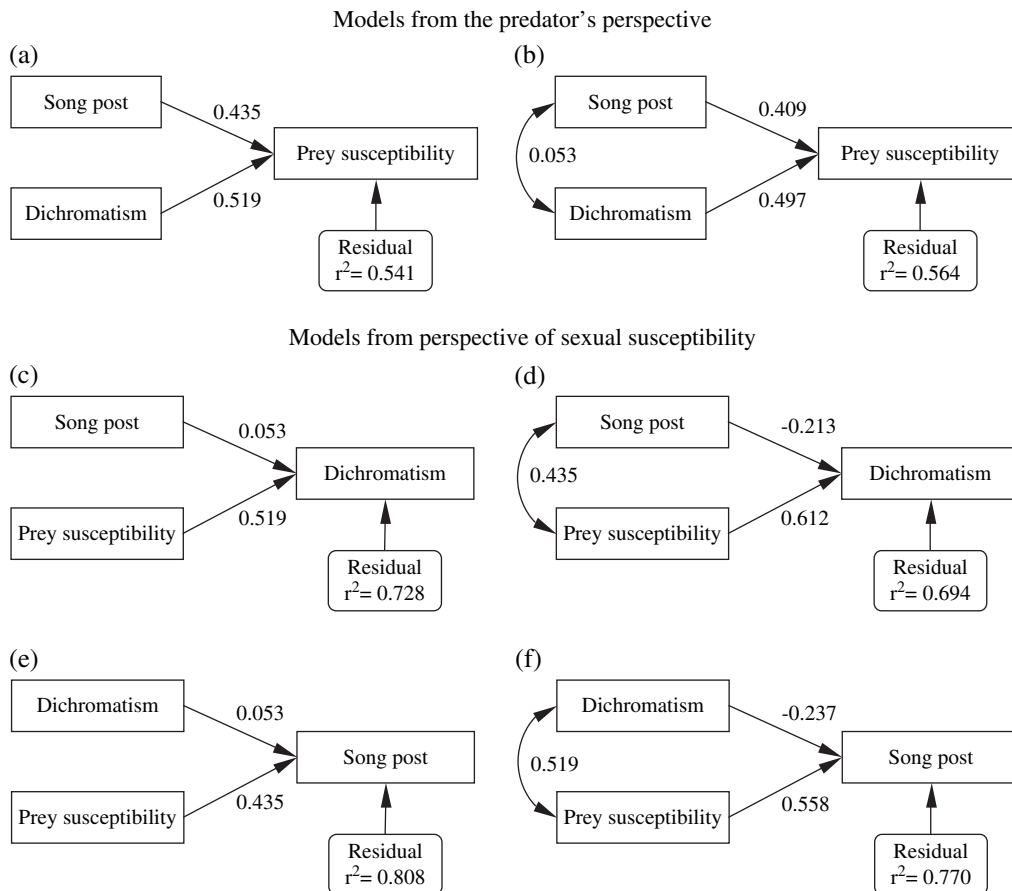 Models from the predator's perspective
(a)
(b)
Song post
0.435
Prey susceptibility
Dichromatism
0.519
Residual
r²= 0.541
Song post
0.409
0.053
Prey susceptibility
Dichromatism
0.497
Residual
r²= 0.564
Models from perspective of sexual susceptibility
(c)
(d)
Song post
0.053
Dichromatism
Prey susceptibility
0.519
Residual
r²= 0.728
Song post
-0.213
0.435
Dichromatism
Prey susceptibility
0.612
Residual
r²= 0.694
(e)
(f)
Dichromatism
0.053
Song post
Prey susceptibility
0.435
Residual
r²= 0.808
Dichromatism
-0.237
0.519
Song post
Prey susceptibility
0.558
Residual
r²= 0.770